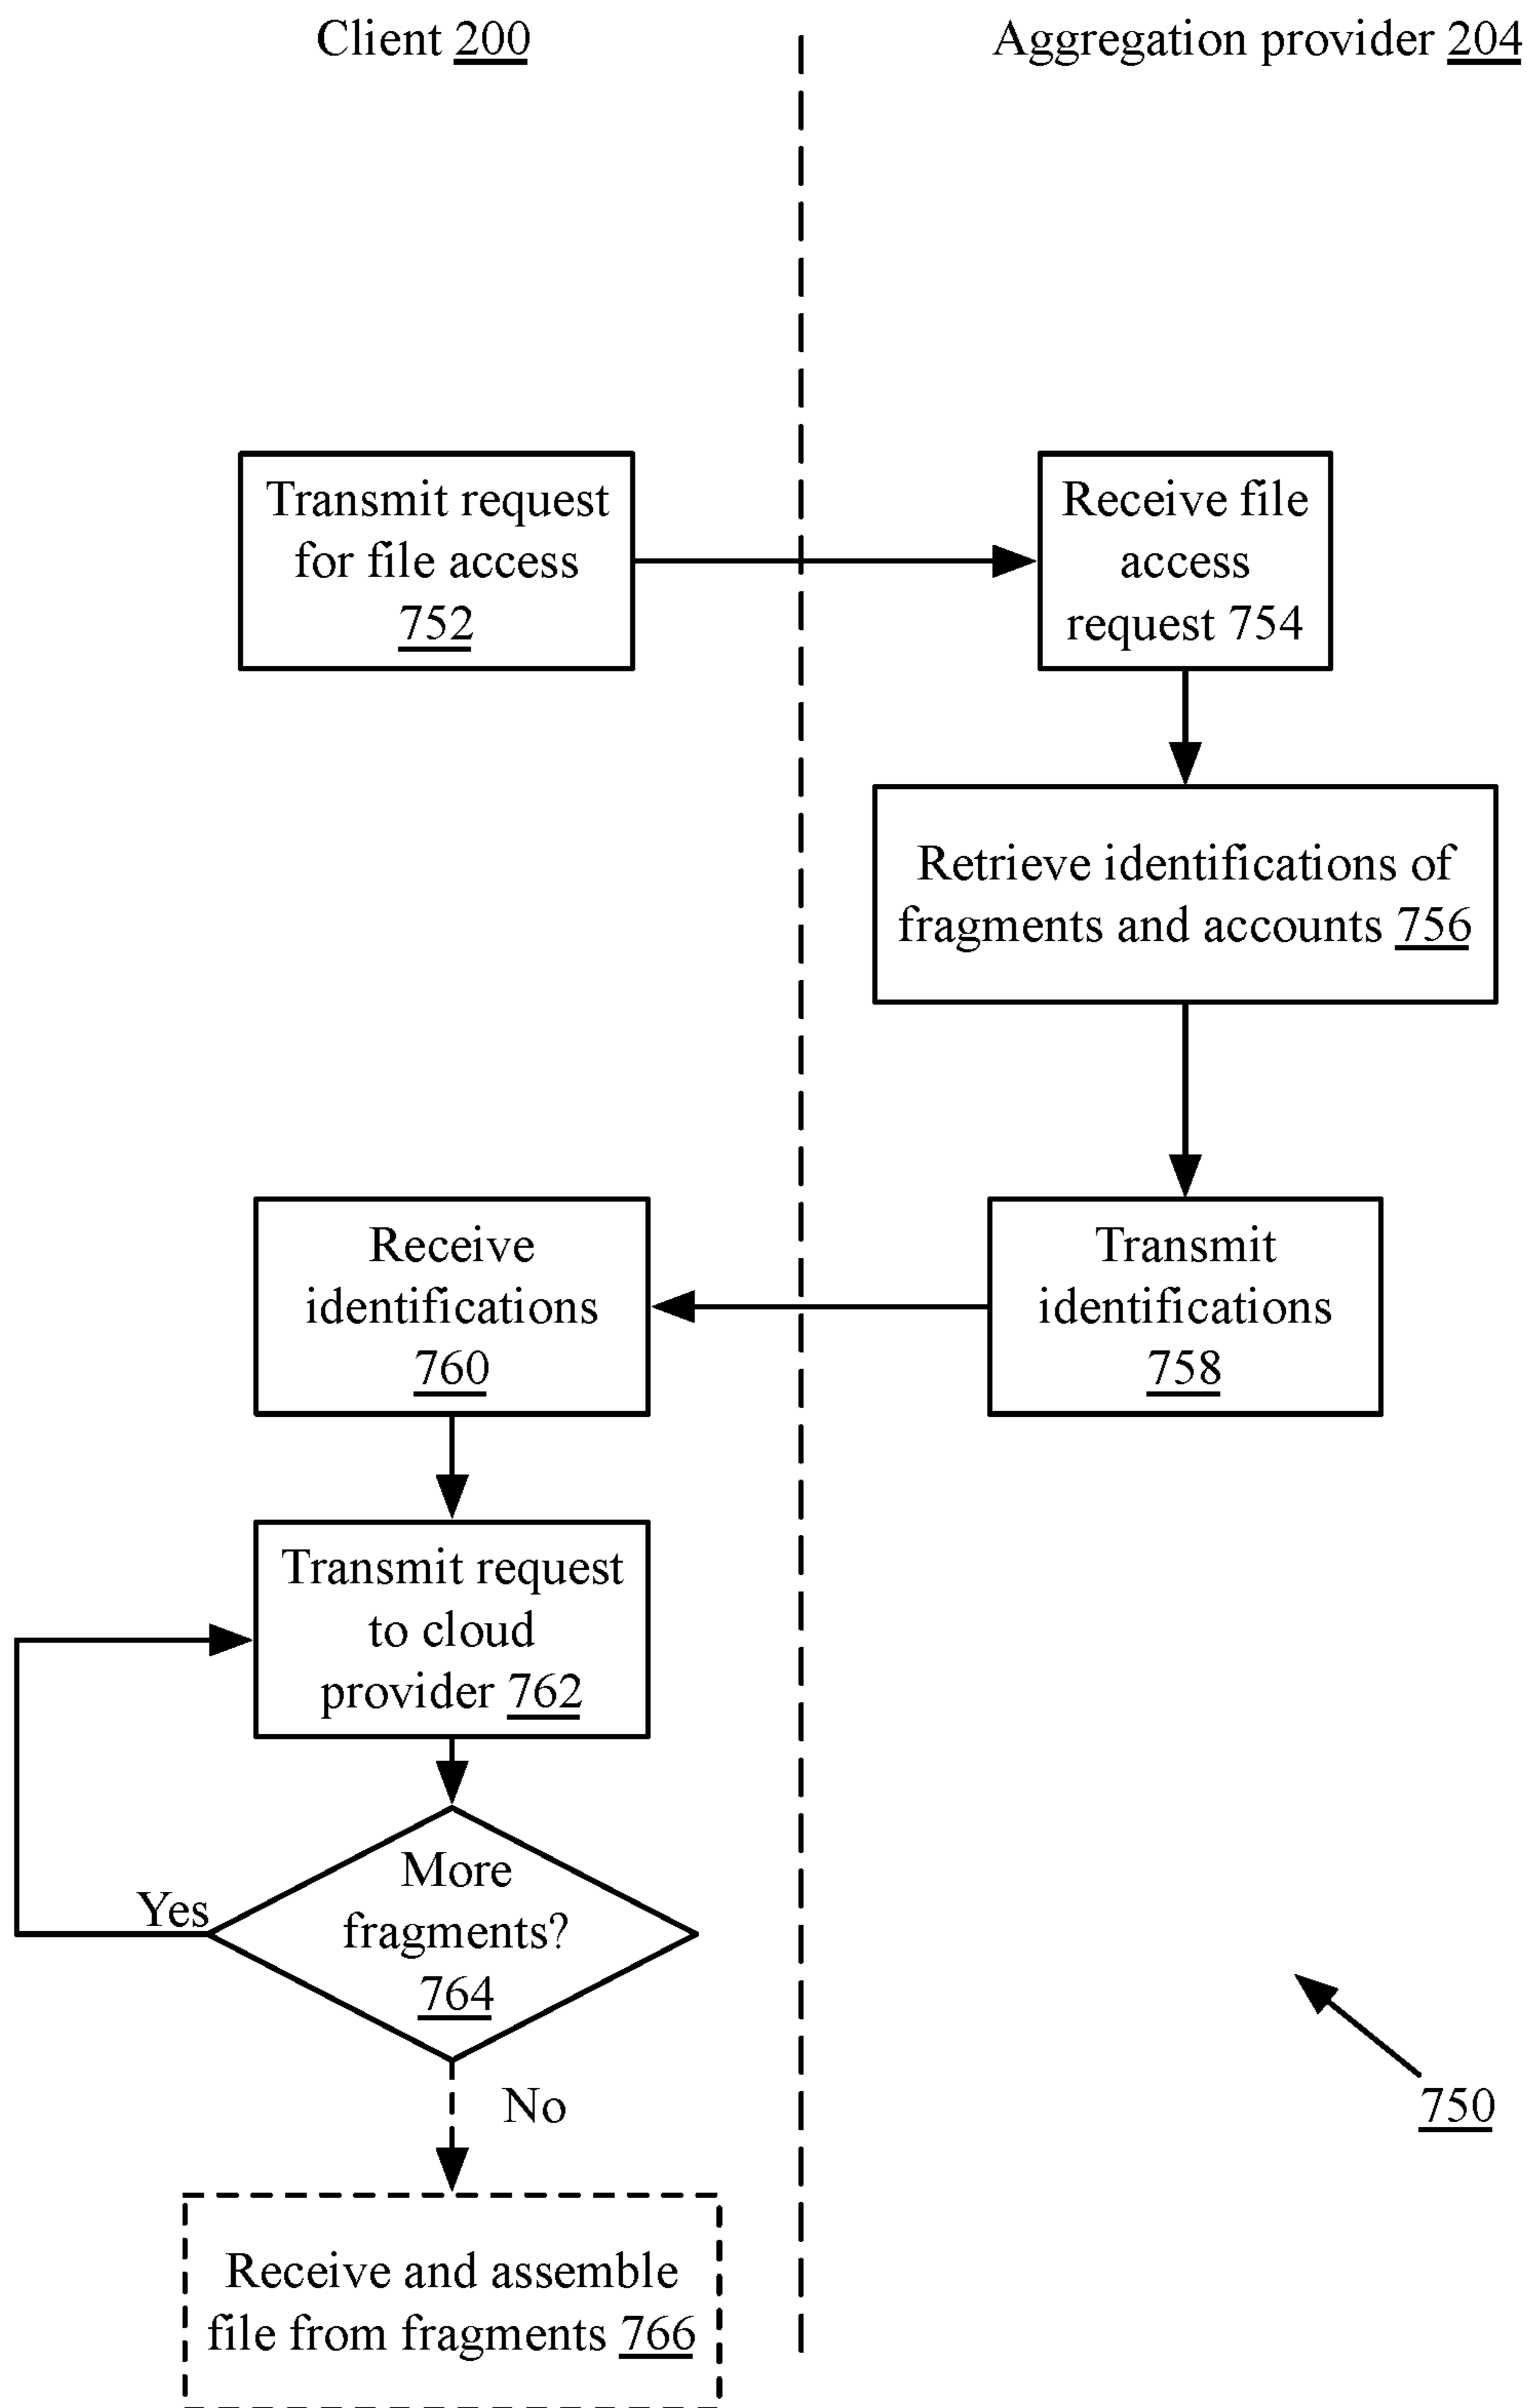 Client 200
Aggregation provider 204
Transmit request
for file access
752
Receive file
access
request 754
Retrieve identifications of
fragments and accounts 756
Receive
identifications
760
Transmit
identifications
758
Transmit request
to cloud
provider 762
More
fragments?
764
Yes
No
750
Receive and assemble
file from fragments 766